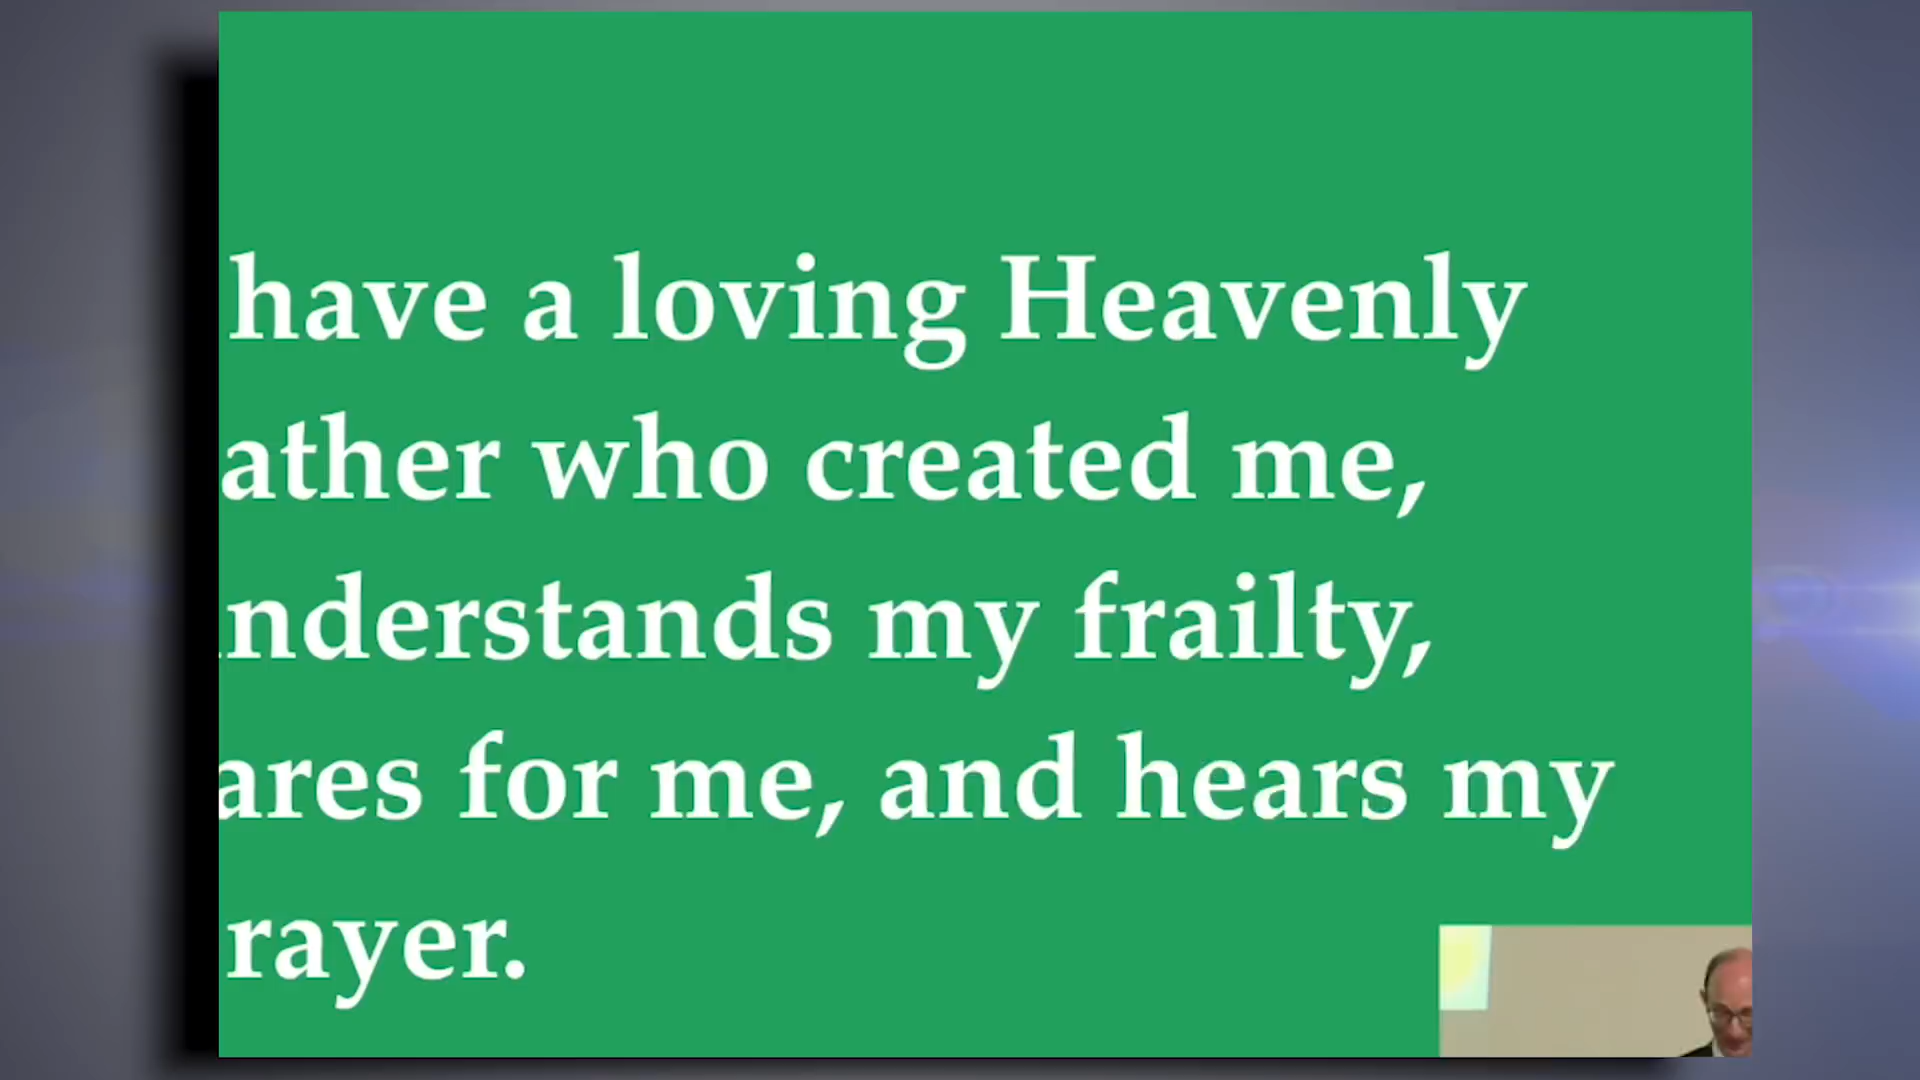 have a loving Heavenly
ather who created me,
nderstands my frailty,
ares for me, and hears my
rayer.